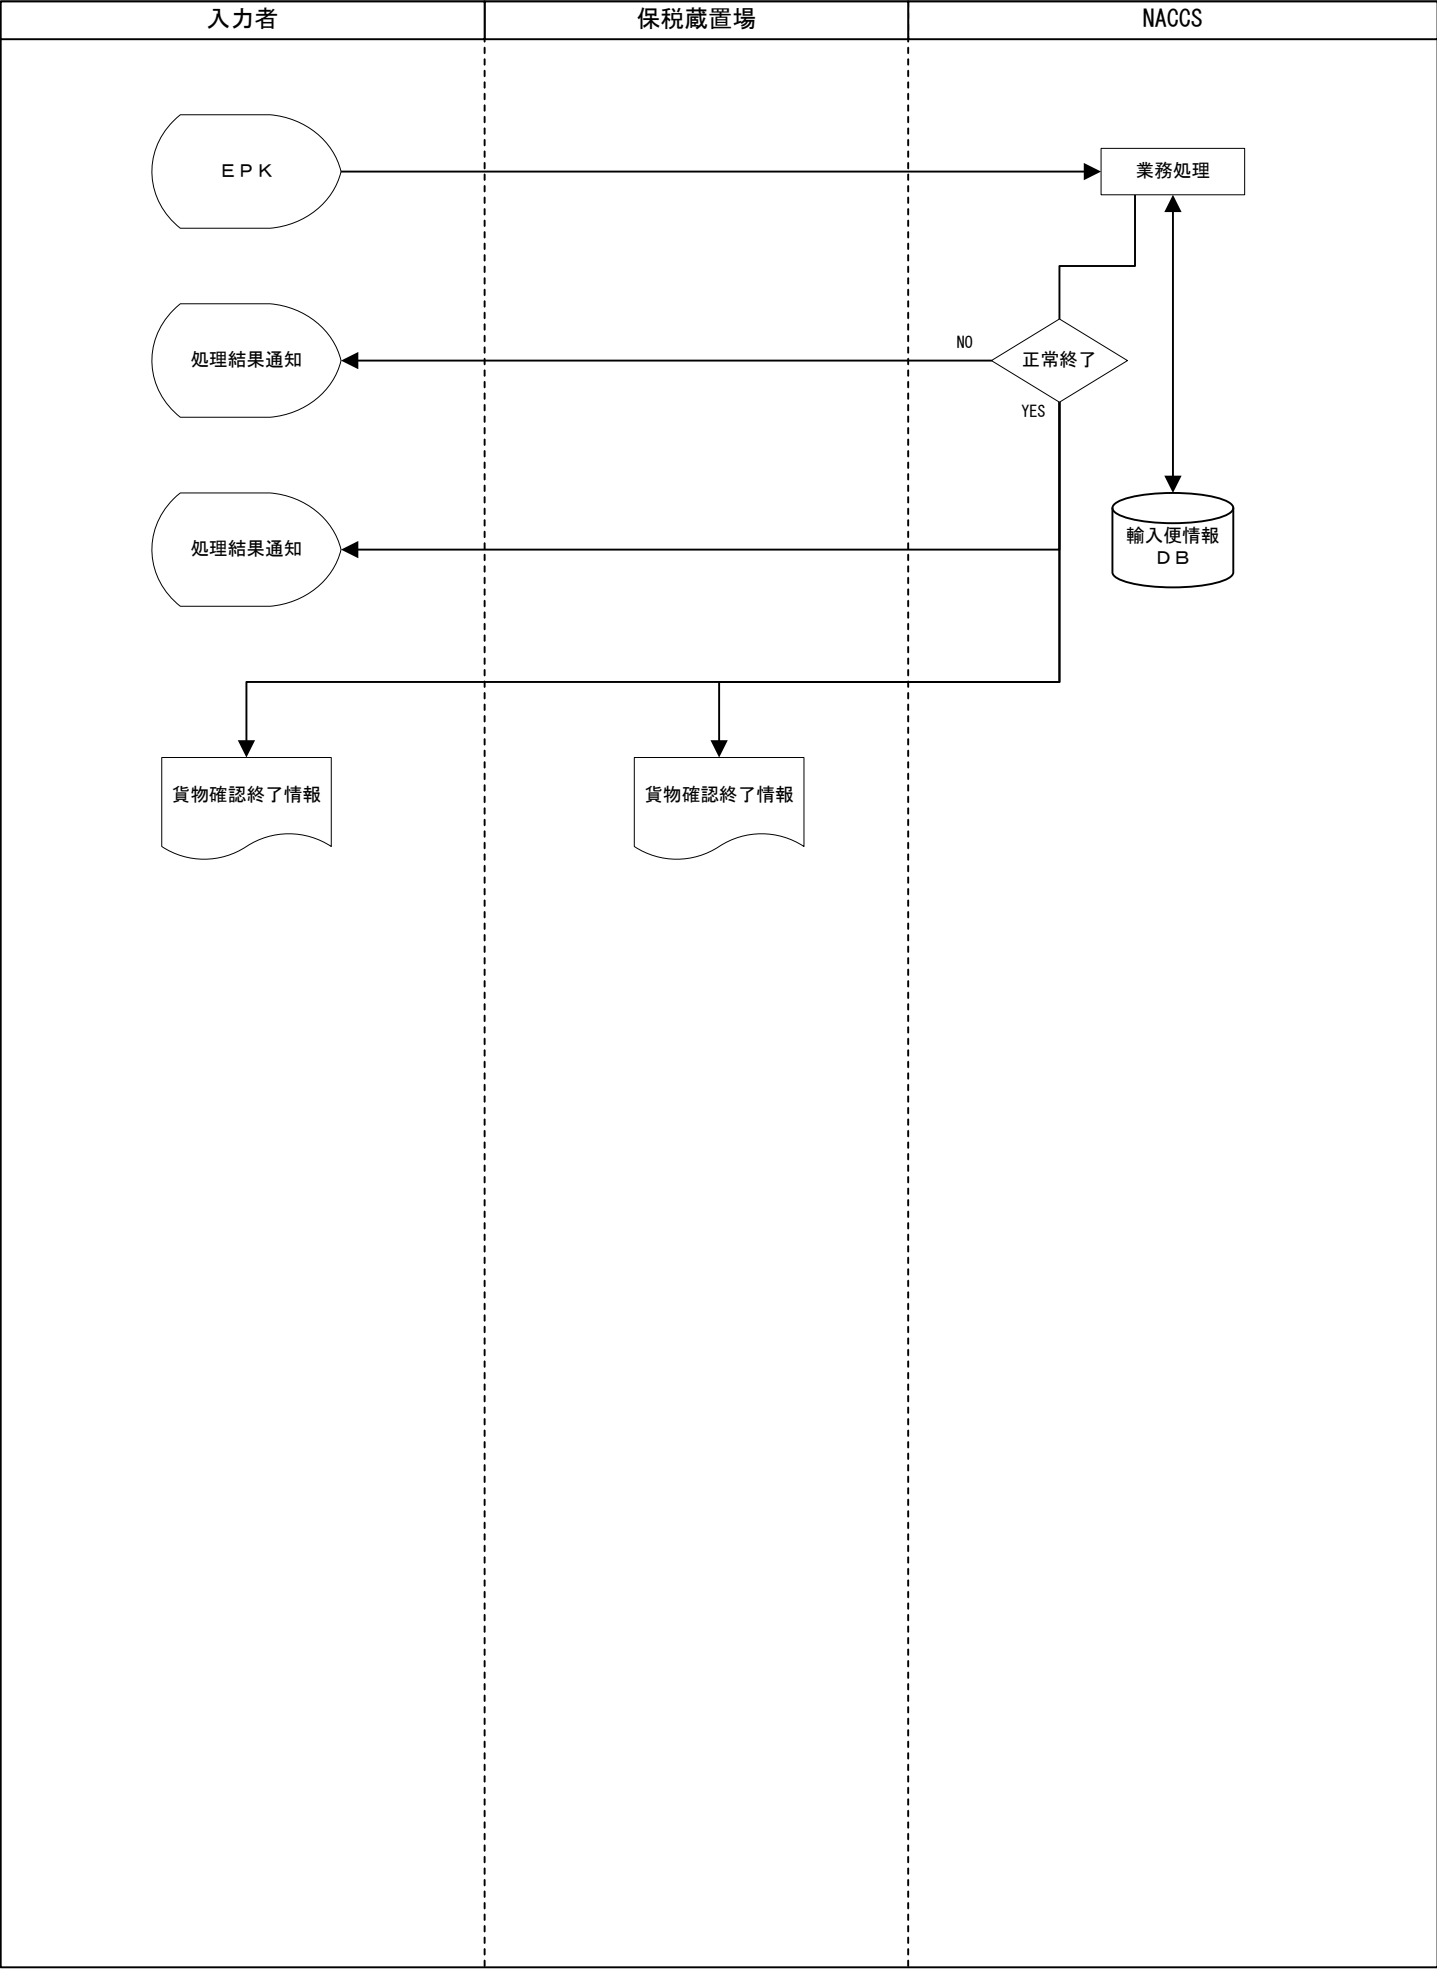 入力者
保税蔵置場
NACCS
ＥＰＫ
業務処理
処理結果通知
NO
正常終了
YES
処理結果通知
輸入便情報
ＤＢ
貨物確認終了情報
貨物確認終了情報